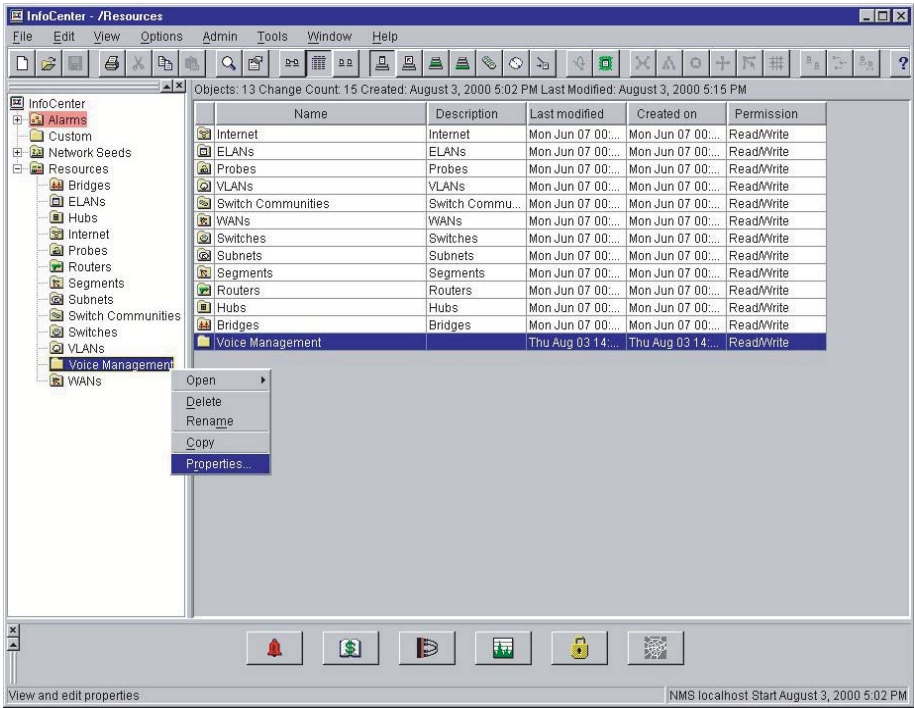 InfoCenter - /Resources
File Edit View Options Admin Tools Window Help
?
Objects: 13 Change Count: 15 Created: August 3, 2000 5:02 PM Last Modified: August 3, 2000 5:15 PM
InfoCenter
Alarms
Custom
Network Seeds
Resources
Bridges
ELANs
Hubs
Internet
Probes
Routers
Segments
Subnets
Switch Communities
Switches
VLANs
Voice Management
WANs
Name Description Last modified Created on Permission
Internet Internet Mon Jun 07 00:... Mon Jun 07 00:... Read/Write
ELANs ELANs Mon Jun 07 00:... Mon Jun 07 00:... Read/Write
Probes Probes Mon Jun 07 00:... Mon Jun 07 00:... Read/Write
VLANs VLANs Mon Jun 07 00:... Mon Jun 07 00:... Read/Write
Switch Communities Switch Commu... Mon Jun 07 00:... Mon Jun 07 00:... Read/Write
WANs WANs Mon Jun 07 00:... Mon Jun 07 00:... Read/Write
Switches Switches Mon Jun 07 00:... Mon Jun 07 00:... Read/Write
Subnets Subnets Mon Jun 07 00:... Mon Jun 07 00:... Read/Write
Segments Segments Mon Jun 07 00:... Mon Jun 07 00:... Read/Write
Routers Routers Mon Jun 07 00:... Mon Jun 07 00:... Read/Write
Hubs Hubs Mon Jun 07 00:... Mon Jun 07 00:... Read/Write
Bridges Bridges Mon Jun 07 00:... Mon Jun 07 00:... Read/Write
Voice Management Thu Aug 03 14:... Thu Aug 03 14:... Read/Write
Open
Delete
Rename
Copy
Properties...
View and edit properties
NMS localhost Start August 3, 2000 5:02 PM